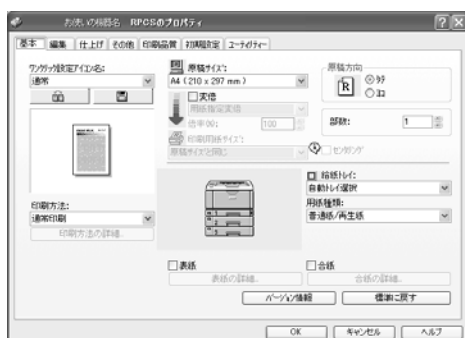 お使いの機器名 RPCSのプロパティ
基本 編集 仕上げ その他 印刷品質 初期設定 ユーティリティー
ワンクリック設定アイコン名:
通常
印刷方法:
通常印刷
印刷方法の詳細...
原稿サイズ:
A4 (210 x 297 mm)
変倍
用紙指定変倍
倍率(%):
100
印刷用紙サイズ:
原稿サイズと同じ
原稿方向
R
タテ
ヨコ
部数:
1
給紙トレイ:
自動トレイ選択
用紙種類:
普通紙/再生紙
表紙
表紙の詳細...
合紙
合紙の詳細...
バージョン情報
標準に戻す
OK
キャンセル
ヘルプ